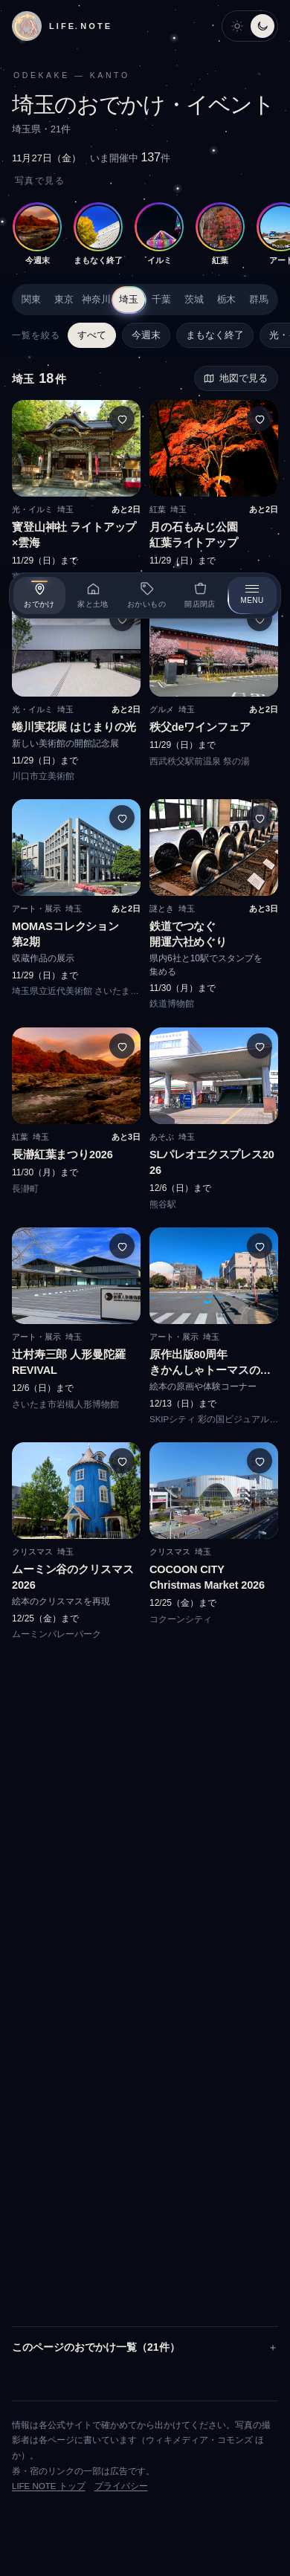 LIFE.NOTE
ODEKAKE — KANTO
埼玉のおでかけ・イベント
埼玉県・21件
11月27日（金） いま開催中 137件
写真で見る
今週末 まもなく終了 イルミ 紅葉 アート
関東 東京 神奈川 埼玉 千葉 茨城 栃木 群馬
一覧を絞る すべて 今週末 まもなく終了 光・
埼玉 18件 地図で見る
光・イルミ 埼玉 あと2日
寳登山神社 ライトアップ
×雲海
11/29（日）まで
紅葉 埼玉 あと2日
月の石もみじ公園
紅葉ライトアップ
11/29（日）まで
おでかけ 家と土地 おかいもの 開店閉店 MENU
光・イルミ 埼玉 あと2日
蜷川実花展 はじまりの光
新しい美術館の開館記念展
11/29（日）まで
川口市立美術館
グルメ 埼玉 あと2日
秩父deワインフェア
11/29（日）まで
西武秩父駅前温泉 祭の湯
アート・展示 埼玉 あと2日
MOMASコレクション
第2期
収蔵作品の展示
11/29（日）まで
埼玉県立近代美術館 さいたま…
謎とき 埼玉 あと3日
鉄道でつなぐ
開運六社めぐり
県内6社と10駅でスタンプを
集める
11/30（月）まで
鉄道博物館
紅葉 埼玉 あと3日
長瀞紅葉まつり2026
11/30（月）まで
長瀞町
あそぶ 埼玉
SLパレオエクスプレス20
26
12/6（日）まで
熊谷駅
アート・展示 埼玉
辻村寿三郎 人形曼陀羅
REVIVAL
12/6（日）まで
さいたま市岩槻人形博物館
アート・展示 埼玉
原作出版80周年
きかんしゃトーマスの…
絵本の原画や体験コーナー
12/13（日）まで
SKIPシティ 彩の国ビジュアル…
クリスマス 埼玉
ムーミン谷のクリスマス
2026
絵本のクリスマスを再現
12/25（金）まで
ムーミンバレーパーク
クリスマス 埼玉
COCOON CITY
Christmas Market 2026
12/25（金）まで
コクーンシティ
このページのおでかけ一覧（21件） +
情報は各公式サイトで確かめてから出かけてください。写真の撮
影者は各ページに書いています（ウィキメディア・コモンズ ほ
か）。
券・宿のリンクの一部は広告です。
LIFE NOTE トップ プライバシー